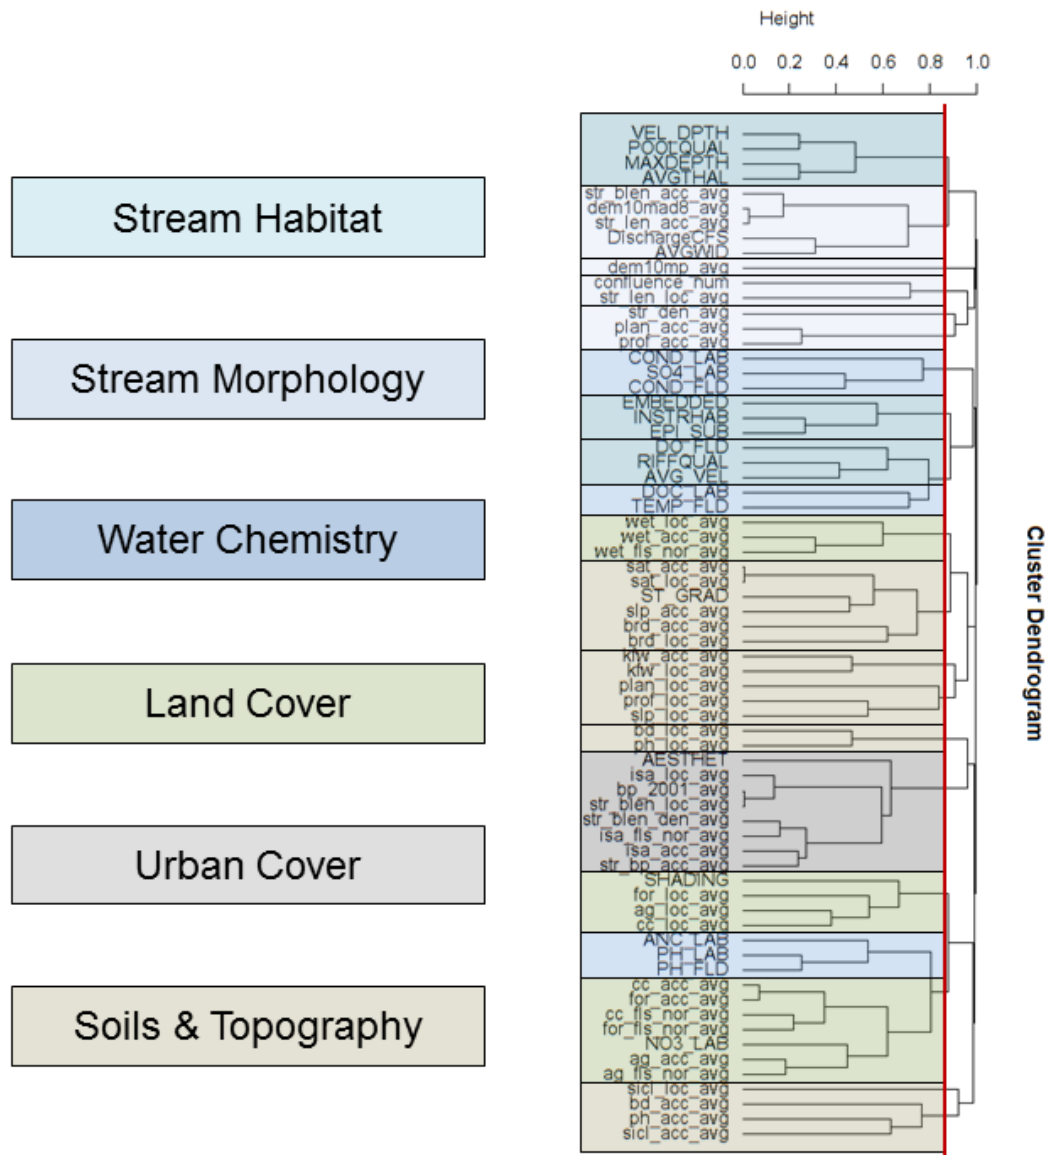 Height
0.0 0.2 0.4 0.6 0.8 1.0
Stream Habitat
Stream Morphology
Water Chemistry
Land Cover
Urban Cover
Soils & Topography
VEL_DPTH
POOLQUAL
MAXDEPTH
AVGTHAL
str_blen_acc_avg
dem10mad8_avg
str_len_acc_avg
DischargeCFS
AVGWID
dem10mp_avg
confluence_num
str_len_loc_avg
str_den_avg
plan_acc_avg
prof_acc_avg
COND_LAB
SO4_LAB
COND_FLD
EMBEDDED
INSTRHAB
EPI_SUB
DO_FLD
RIFFQUAL
AVG_VEL
DOC_LAB
TEMP_FLD
wet_loc_avg
wet_acc_avg
wet_fls_nor_avg
sat_acc_avg
sat_loc_avg
ST_GRAD
slp_acc_avg
brd_acc_avg
brd_loc_avg
kfw_acc_avg
kfw_loc_avg
plan_loc_avg
prof_loc_avg
slp_loc_avg
bd_loc_avg
ph_loc_avg
AESTHET
isa_loc_avg
bp_2001_avg
str_blen_loc_avg
str_blen_den_avg
isa_fls_nor_avg
isa_acc_avg
str_bp_acc_avg
SHADING
for_loc_avg
ag_loc_avg
cc_loc_avg
ANC_LAB
PH_LAB
PH_FLD
cc_acc_avg
for_acc_avg
cc_fls_nor_avg
for_fls_nor_avg
NO3_LAB
ag_acc_avg
ag_fls_nor_avg
sicl_loc_avg
bd_acc_avg
ph_acc_avg
sicl_acc_avg
Cluster Dendrogram